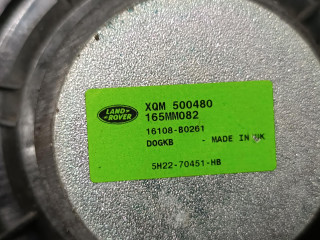 LAND
ROVER
XQM 500480
165MM082
16108-80261
DOGKB - MADE IN UK
5H22-70451-HB